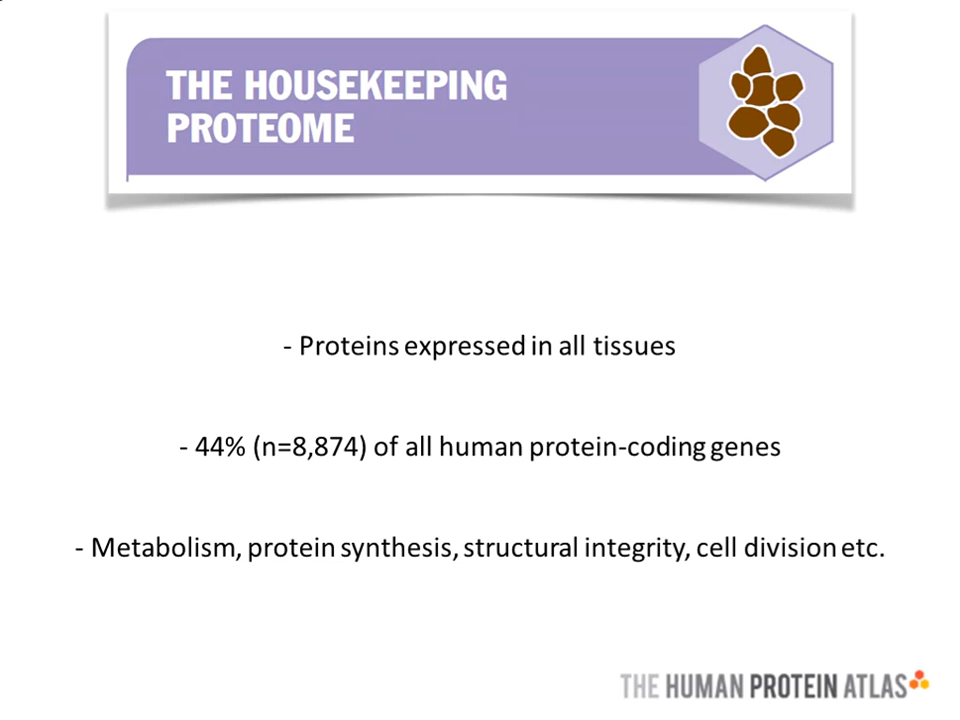 THE HOUSEKEEPING
PROTEOME
- Proteins expressed in all tissues
- 44% (n=8,874) of all human protein-coding genes
- Metabolism, protein synthesis, structural integrity, cell division etc.
THE HUMAN PROTEIN ATLAS